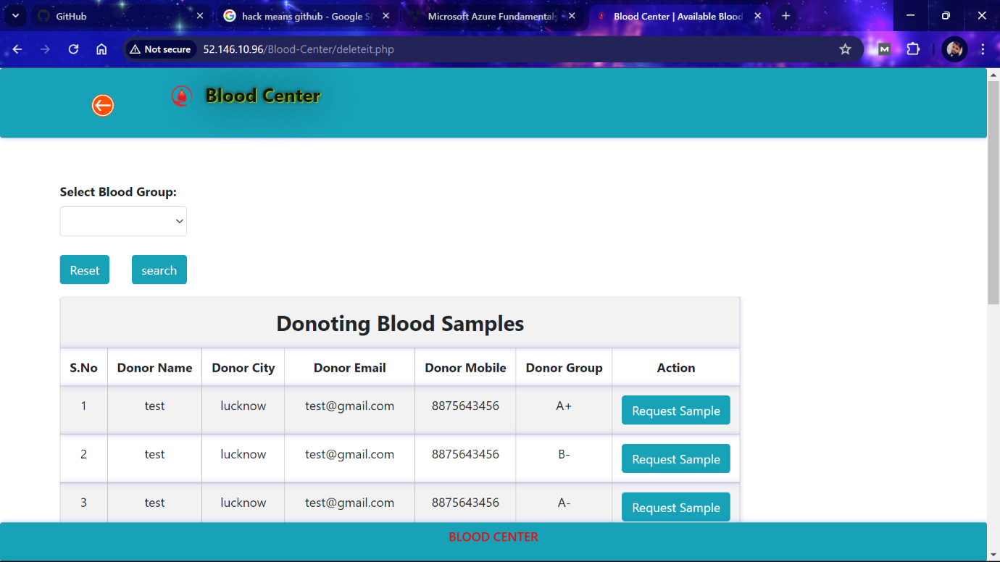 GitHub
hack means github - Google S
Microsoft Azure Fundamentals
Blood Center | Available Blood
Not secure
52.146.10.96/Blood-Center/deleteit.php
Blood Center
Select Blood Group:
Reset
search
Donoting Blood Samples
S.No Donor Name Donor City Donor Email Donor Mobile Donor Group Action
1 test lucknow test@gmail.com 8875643456 A+ Request Sample
2 test lucknow test@gmail.com 8875643456 B- Request Sample
3 test lucknow test@gmail.com 8875643456 A- Request Sample
BLOOD CENTER